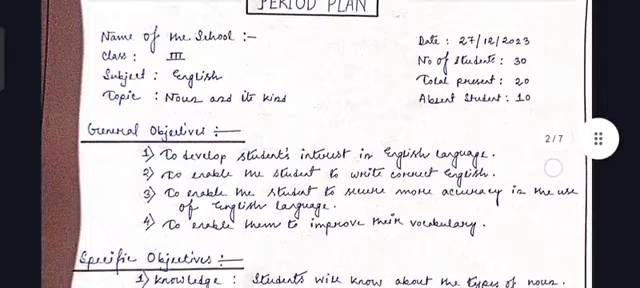 PERIOD PLAN
Name of the School :-
Date : 27/12/2023
Class : III
No of Students : 30
Subject : English
Total present : 20
Topic : Noun and its kind
Absent Student : 10
General Objectives :-
2/7
1) To develop student's interest in English language.
2) To enable the student to write correct English.
3) To enable the student to secure more accuracy in the use
of English language.
4) To enable them to improve their vocabulary.
Specific Objectives :-
1) Knowledge : Students will know about the types of noun.